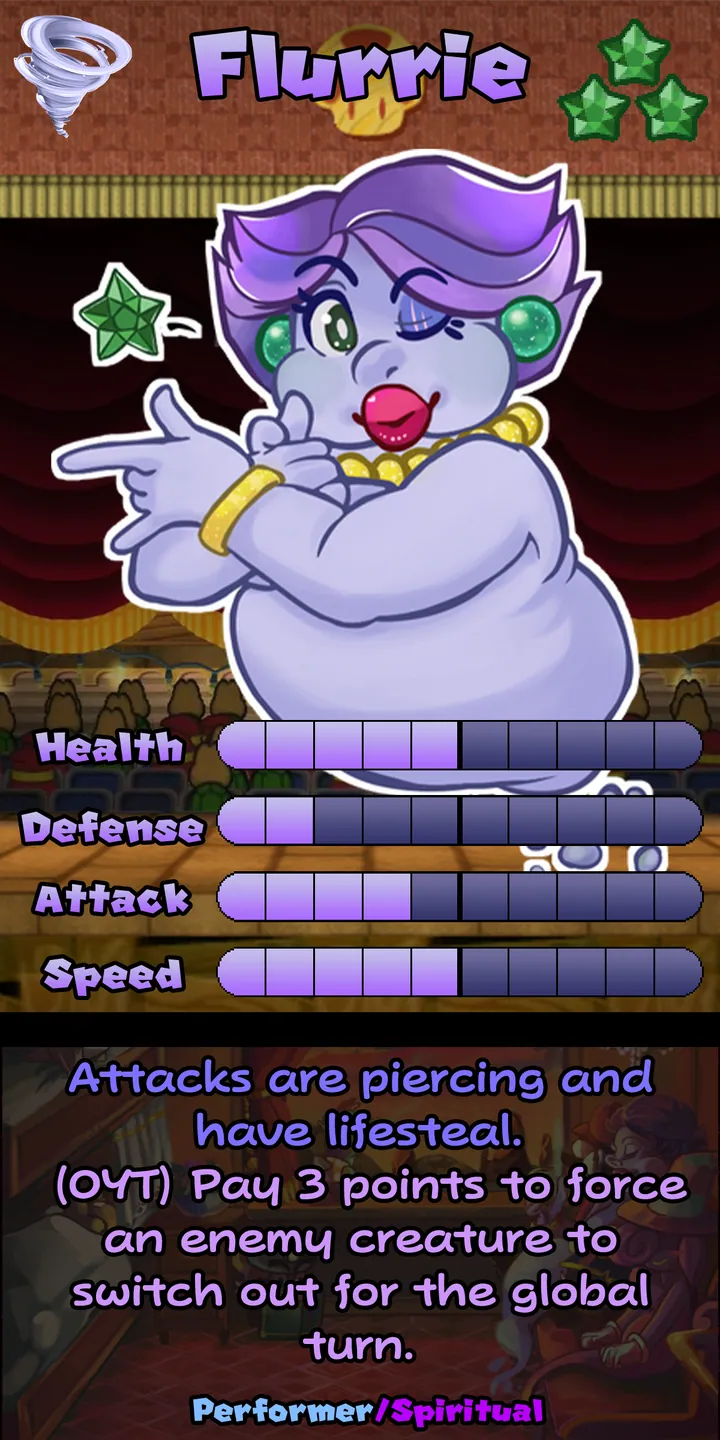 Flurrie
Health
Defense
Attack
Speed
Attacks are piercing and
have lifesteal.
(OYT) Pay 3 points to force
an enemy creature to
switch out for the global
turn.
Performer/Spiritual